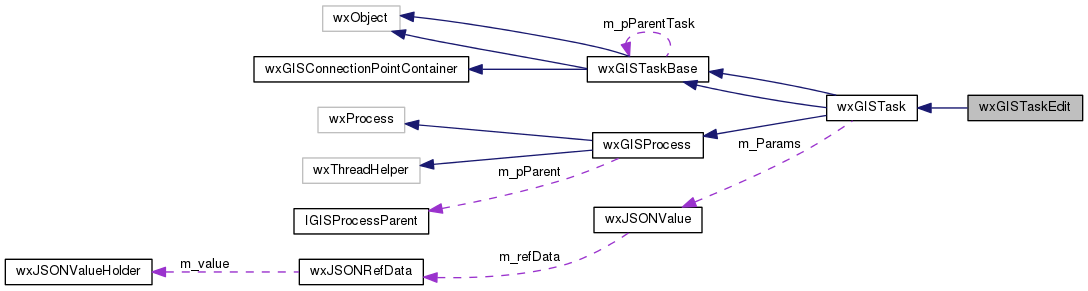 wxObject
m_pParentTask
wxGISConnectionPointContainer
wxGISTaskBase
wxGISTask
wxGISTaskEdit
wxProcess
wxGISProcess
m_Params
wxThreadHelper
m_pParent
IGISProcessParent
wxJSONValue
m_refData
wxJSONValueHolder
m_value
wxJSONRefData